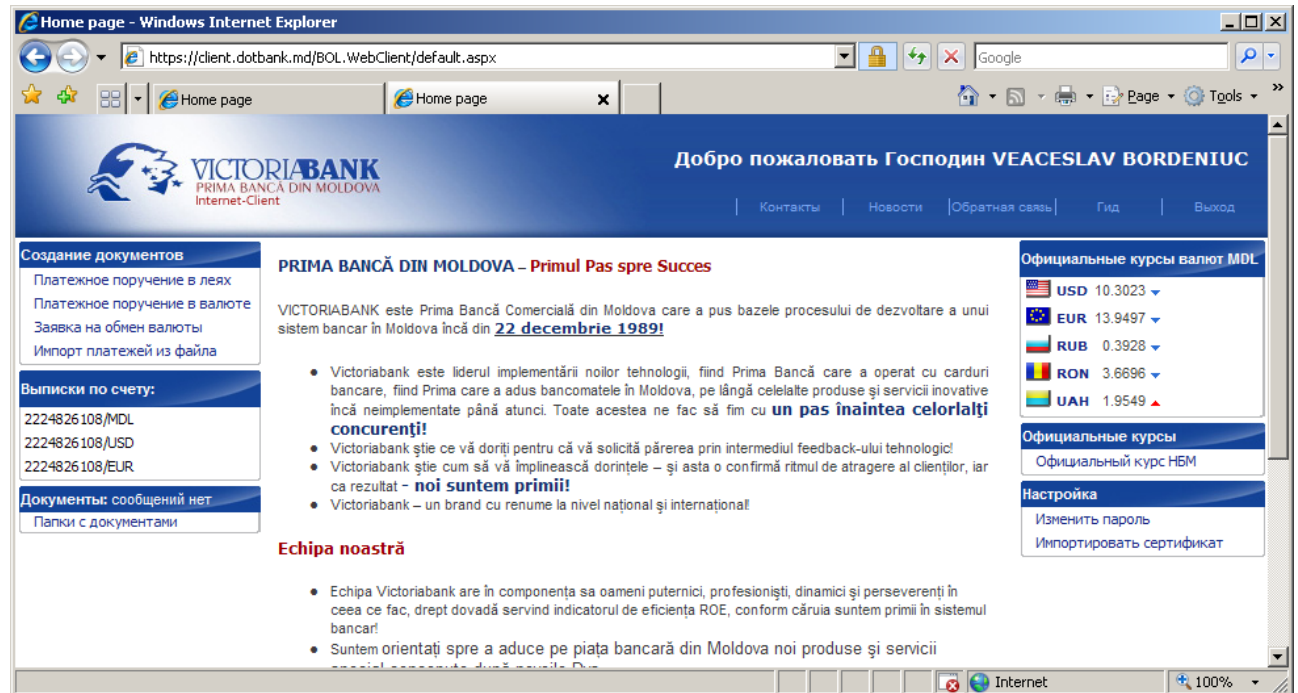 Home page - Windows Internet Explorer
https://client.dotbank.md/BOL.WebClient/default.aspx
Google
Home page
Home page
Page
Tools
VICTORIABANK
PRIMA BANCĂ DIN MOLDOVA
Internet-Client
Добро пожаловать Господин VEACESLAV BORDENIUC
Контакты | Новости |Обратная связь| Гид | Выход
Создание документов
Платежное поручение в леях
Платежное поручение в валюте
Заявка на обмен валюты
Импорт платежей из файла
Выписки по счету:
2224826108/MDL
2224826108/USD
2224826108/EUR
Документы: сообщений нет
Папки с документами
PRIMA BANCĂ DIN MOLDOVA – Primul Pas spre Succes
VICTORIABANK este Prima Bancă Comercială din Moldova care a pus bazele procesului de dezvoltare a unui
sistem bancar în Moldova încă din 22 decembrie 1989!
• Victoriabank este liderul implementării noilor tehnologii, fiind Prima Bancă care a operat cu carduri
bancare, fiind Prima care a adus bancomatele în Moldova, pe lângă celelalte produse şi servicii inovative
încă neimplementate până atunci. Toate acestea ne fac să fim cu un pas înaintea celorlalţi
concurenţi!
• Victoriabank ştie ce vă doriţi pentru că vă solicită părerea prin intermediul feedback-ului tehnologic!
• Victoriabank ştie cum să vă împlinească dorinţele – şi asta o confirmă ritmul de atragere al clienţilor, iar
ca rezultat - noi suntem primii!
• Victoriabank – un brand cu renume la nivel naţional şi internaţional!
Echipa noastră
• Echipa Victoriabank are în componenţa sa oameni puternici, profesionişti, dinamici şi perseverenţi în
ceea ce fac, drept dovadă servind indicatorul de eficienţa ROE, conform căruia suntem primii în sistemul
bancar!
• Suntem orientaţi spre a aduce pe piaţa bancară din Moldova noi produse şi servicii
Официальные курсы валют MDL
USD 10.3023
EUR 13.9497
RUB 0.3928
RON 3.6696
UAH 1.9549
Официальные курсы
Официальный курс НБМ
Настройка
Изменить пароль
Импортировать сертификат
Internet
100%